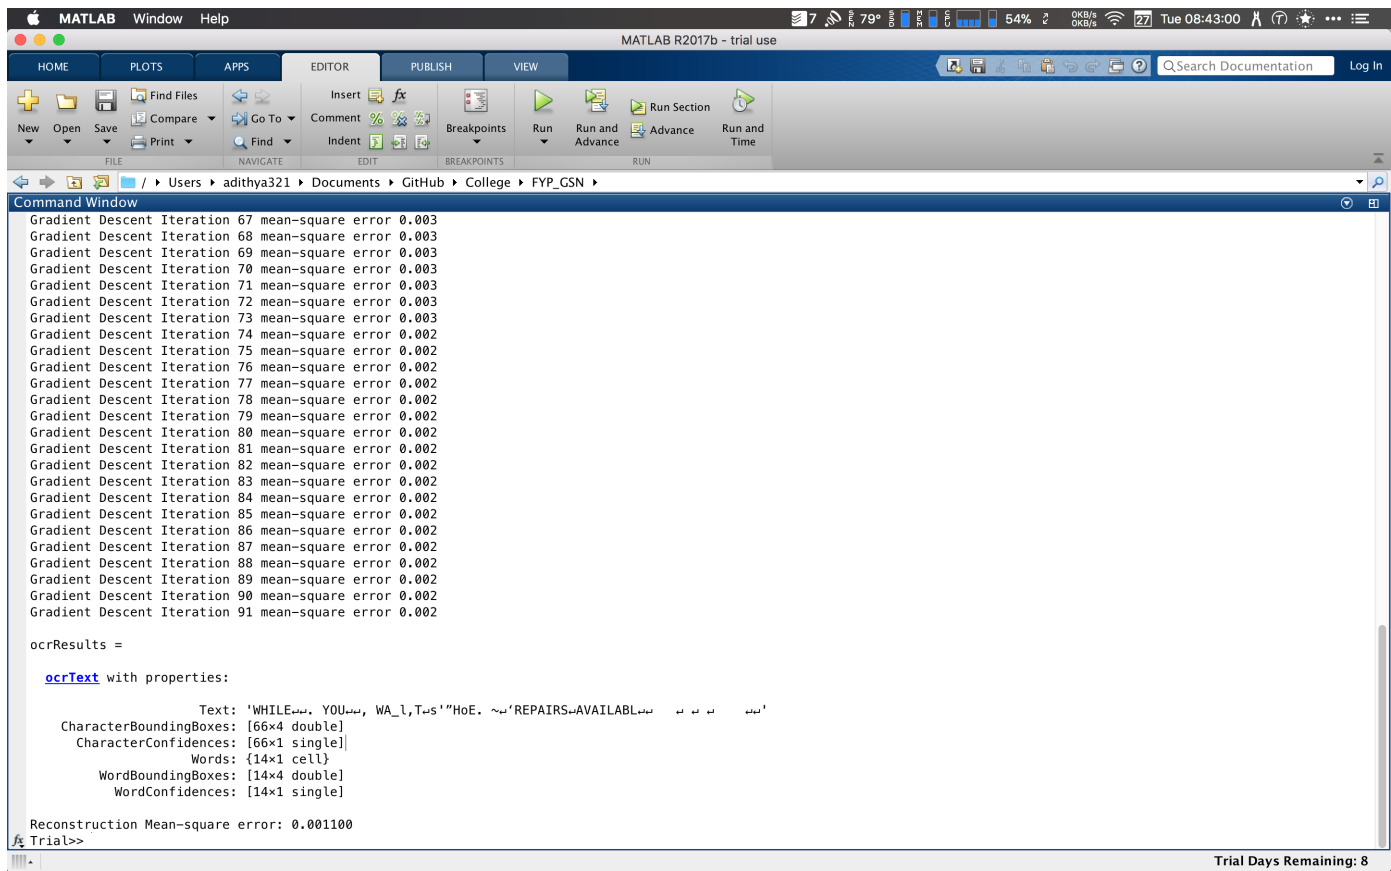 MATLAB Window Help 7 79° 54% 0KB/s 0KB/s 27 Tue 08:43:00
MATLAB R2017b - trial use
HOME PLOTS APPS EDITOR PUBLISH VIEW Search Documentation Log In
New Open Save Find Files Compare Print
Go To Find
Insert fx Comment Indent
Breakpoints
Run Run and Advance Run Section Advance Run and Time
FILE NAVIGATE EDIT BREAKPOINTS RUN
/ ▸ Users ▸ adithya321 ▸ Documents ▸ GitHub ▸ College ▸ FYP_GSN ▸
Command Window
Gradient Descent Iteration 67 mean-square error 0.003
Gradient Descent Iteration 68 mean-square error 0.003
Gradient Descent Iteration 69 mean-square error 0.003
Gradient Descent Iteration 70 mean-square error 0.003
Gradient Descent Iteration 71 mean-square error 0.003
Gradient Descent Iteration 72 mean-square error 0.003
Gradient Descent Iteration 73 mean-square error 0.003
Gradient Descent Iteration 74 mean-square error 0.002
Gradient Descent Iteration 75 mean-square error 0.002
Gradient Descent Iteration 76 mean-square error 0.002
Gradient Descent Iteration 77 mean-square error 0.002
Gradient Descent Iteration 78 mean-square error 0.002
Gradient Descent Iteration 79 mean-square error 0.002
Gradient Descent Iteration 80 mean-square error 0.002
Gradient Descent Iteration 81 mean-square error 0.002
Gradient Descent Iteration 82 mean-square error 0.002
Gradient Descent Iteration 83 mean-square error 0.002
Gradient Descent Iteration 84 mean-square error 0.002
Gradient Descent Iteration 85 mean-square error 0.002
Gradient Descent Iteration 86 mean-square error 0.002
Gradient Descent Iteration 87 mean-square error 0.002
Gradient Descent Iteration 88 mean-square error 0.002
Gradient Descent Iteration 89 mean-square error 0.002
Gradient Descent Iteration 90 mean-square error 0.002
Gradient Descent Iteration 91 mean-square error 0.002
ocrResults =
ocrText with properties:
Text: 'WHILE↵↵. YOU↵↵, WA_l,T↵s'”HoE. ~↵‘REPAIRS↵AVAILABL↵↵   ↵ ↵ ↵    ↵↵'
CharacterBoundingBoxes: [66×4 double]
CharacterConfidences: [66×1 single]
Words: {14×1 cell}
WordBoundingBoxes: [14×4 double]
WordConfidences: [14×1 single]
Reconstruction Mean-square error: 0.001100
fx Trial>>
Trial Days Remaining: 8